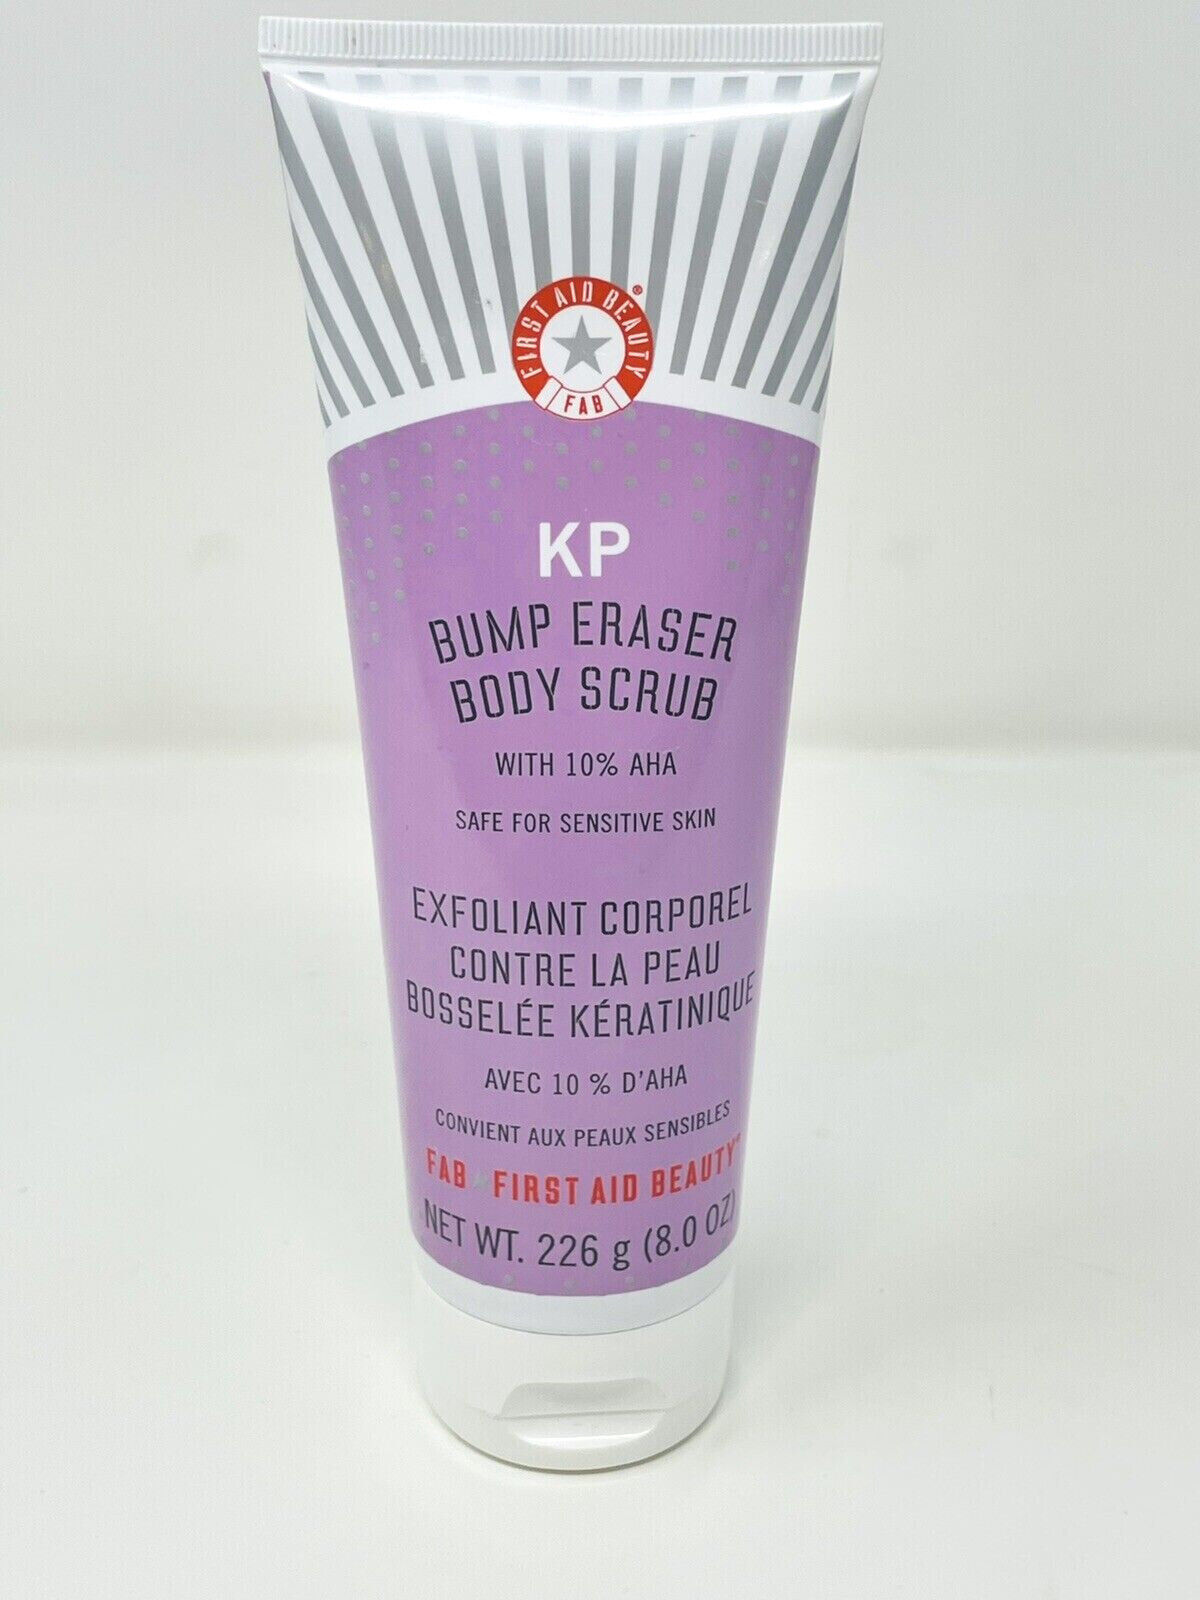 FIRST AID BEAUTY®
FAB
KP
BUMP ERASER
BODY SCRUB
WITH 10% AHA
SAFE FOR SENSITIVE SKIN
EXFOLIANT CORPOREL
CONTRE LA PEAU
BOSSELÉE KÉRATINIQUE
AVEC 10 % D'AHA
CONVIENT AUX PEAUX SENSIBLES
FAB FIRST AID BEAUTY®
NET WT. 226 g (8.0 OZ)